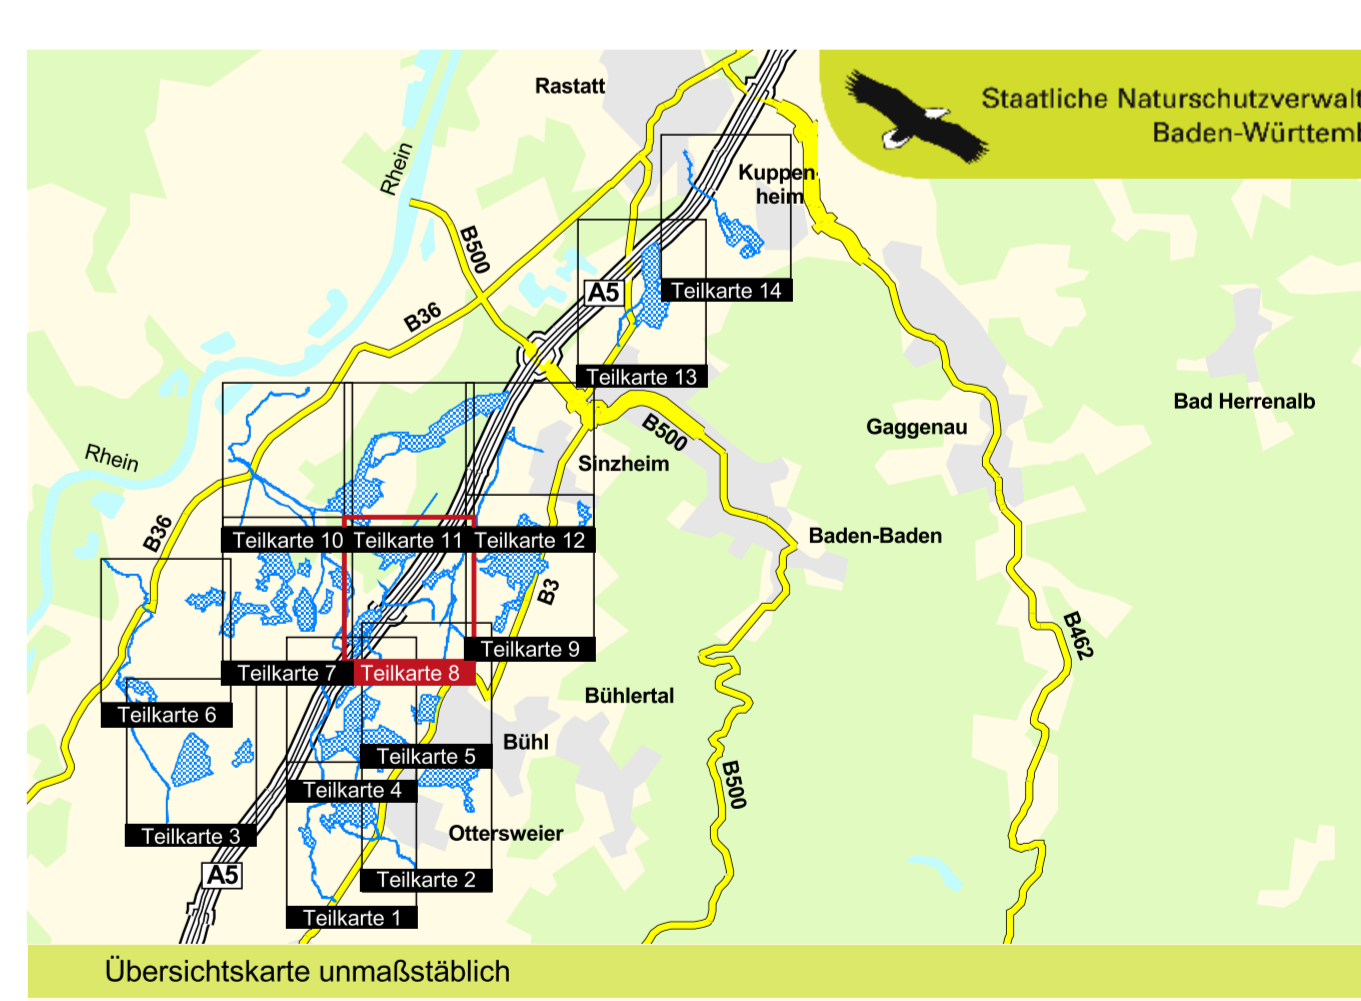 Rastatt
Staatliche Naturschutzverwalt
Baden-Württemb
Rhein
Kuppen-
heim
B500
Teilkarte 14
A5
B36
Teilkarte 13
Bad Herrenalb
Gaggenau
B500
Sinzheim
Rhein
B36
Teilkarte 10
Teilkarte 11
Teilkarte 12
Baden-Baden
B3
B462
Teilkarte 9
Teilkarte 7
Teilkarte 8
Bühlertal
Teilkarte 6
Bühl
Teilkarte 5
B500
Teilkarte 4
Teilkarte 3
Ottersweier
A5
Teilkarte 2
Teilkarte 1
Übersichtskarte unmaßstäblich